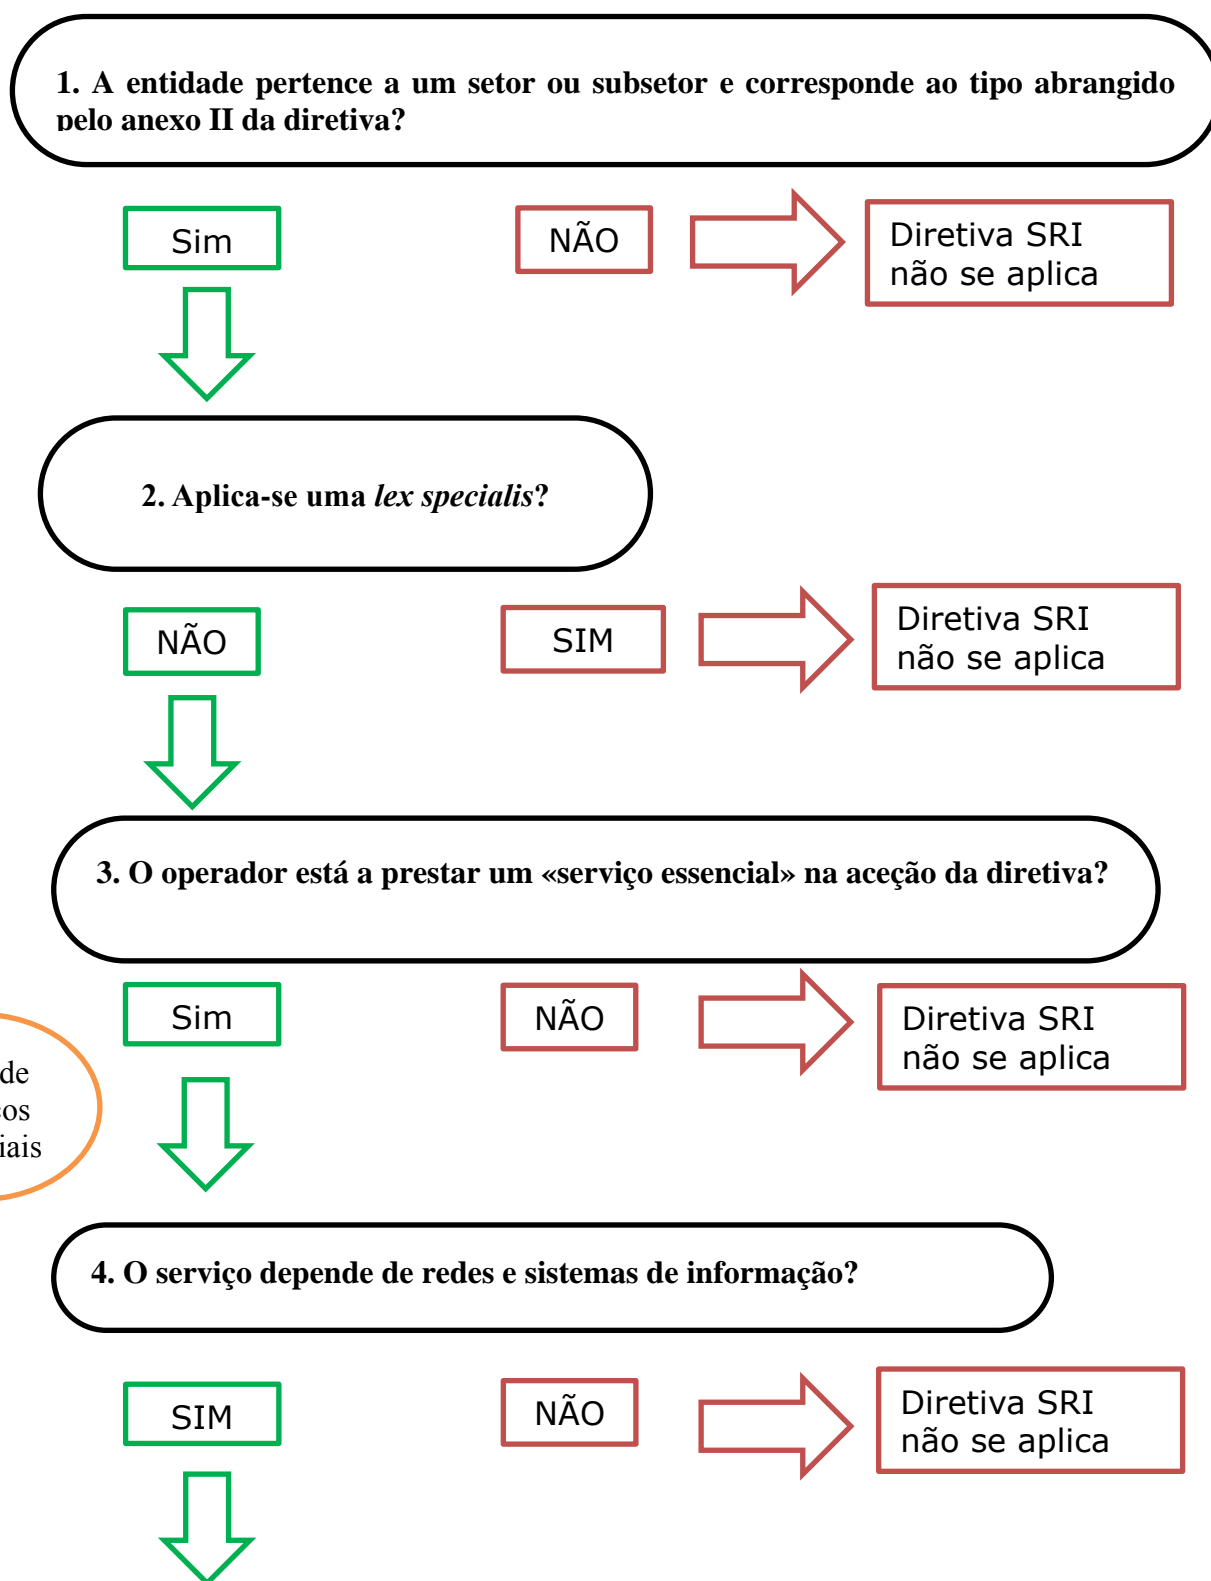 1. A entidade pertence a um setor ou subsetor e corresponde ao tipo abrangido
pelo anexo II da diretiva?
Sim
NÃO
Diretiva SRI
não se aplica
2. Aplica-se uma lex specialis?
NÃO
SIM
Diretiva SRI
não se aplica
3. O operador está a prestar um «serviço essencial» na aceção da diretiva?
Sim
NÃO
Diretiva SRI
não se aplica
de
4. O serviço depende de redes e sistemas de informação?
SIM
NÃO
Diretiva SRI
não se aplica